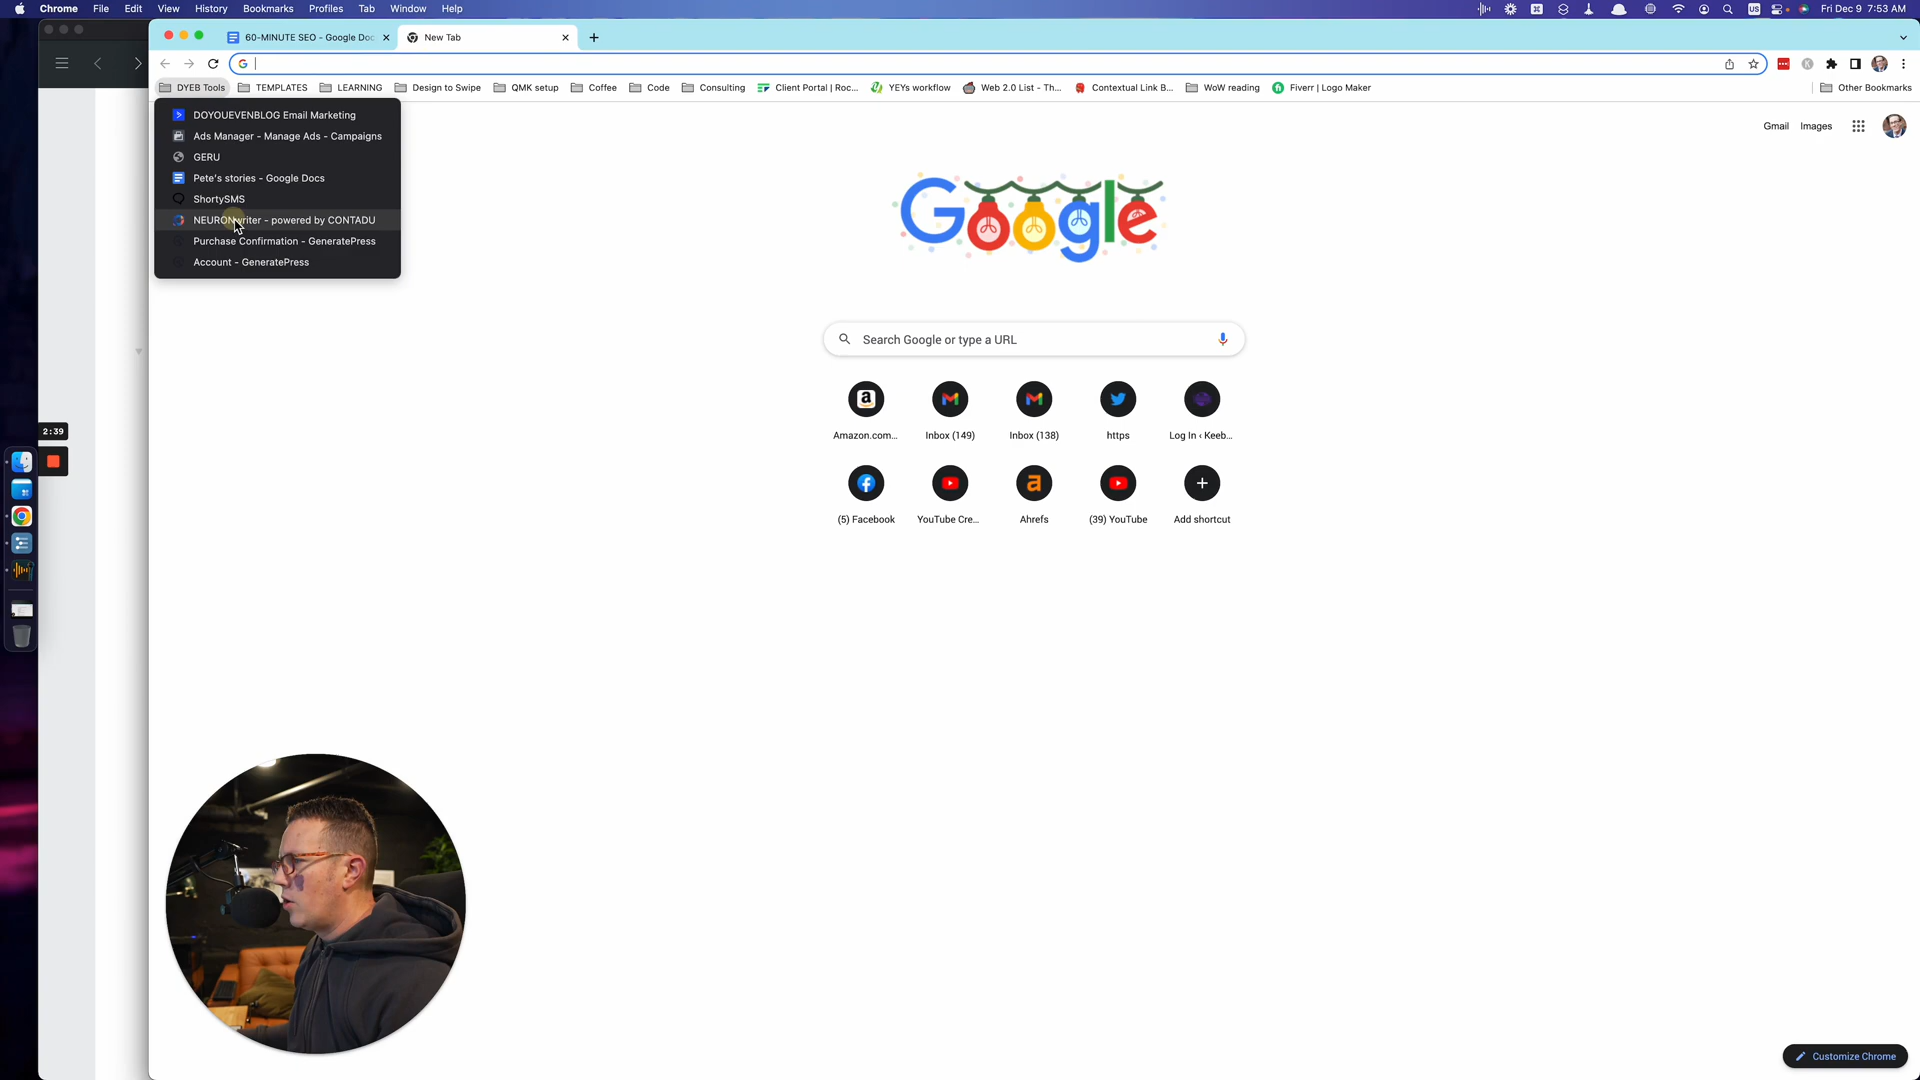 Chrome File Edit View History Bookmarks Profiles Tab Window Help
US Fri Dec 9 7:53 AM
60-MINUTE SEO - Google Doc
New Tab
DYEB Tools TEMPLATES LEARNING Design to Swipe QMK setup Coffee Code Consulting Client Portal | Roc... YEYs workflow Web 2.0 List - Th... Contextual Link B... WoW reading Fiverr | Logo Maker Other Bookmarks
DOYOUEVENBLOG Email Marketing
Ads Manager - Manage Ads - Campaigns
GERU
Pete's stories - Google Docs
ShortySMS
NEURONwriter - powered by CONTADU
Purchase Confirmation - GeneratePress
Account - GeneratePress
Gmail Images
Google
Search Google or type a URL
Amazon.com... Inbox (149) Inbox (138) https Log In ‹ Keeb...
(5) Facebook YouTube Cre... Ahrefs (39) YouTube Add shortcut
2:39
Customize Chrome